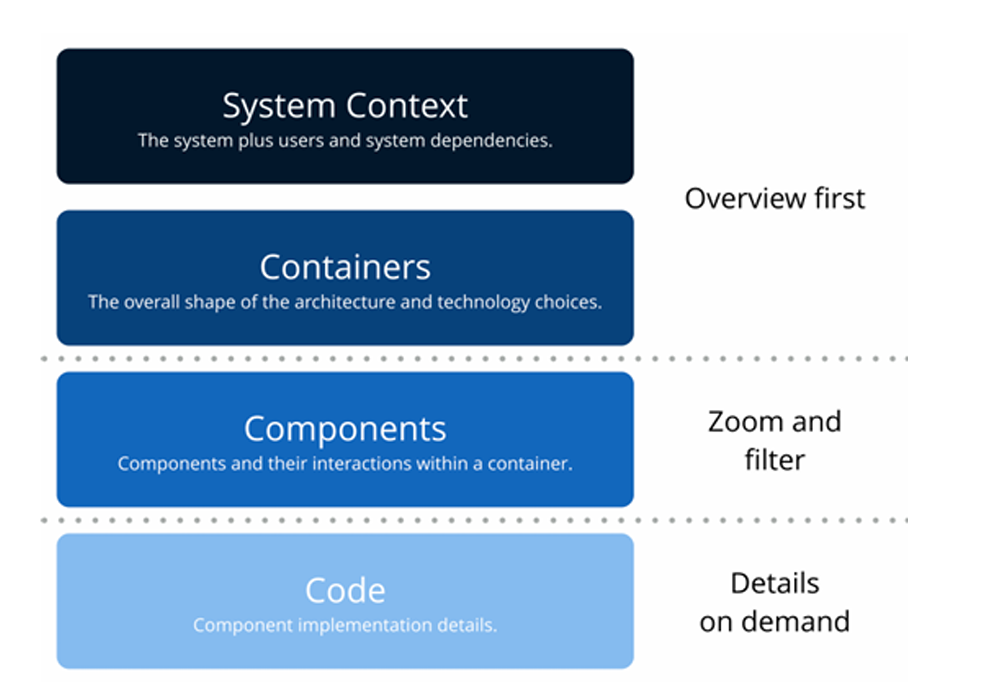 System Context
The system plus users and system dependencies.
Overview first
Containers
The overall shape of the architecture and technology choices.
Components
Components and their interactions within a container.
Zoom and
filter
Code
Component implementation details.
Details
on demand